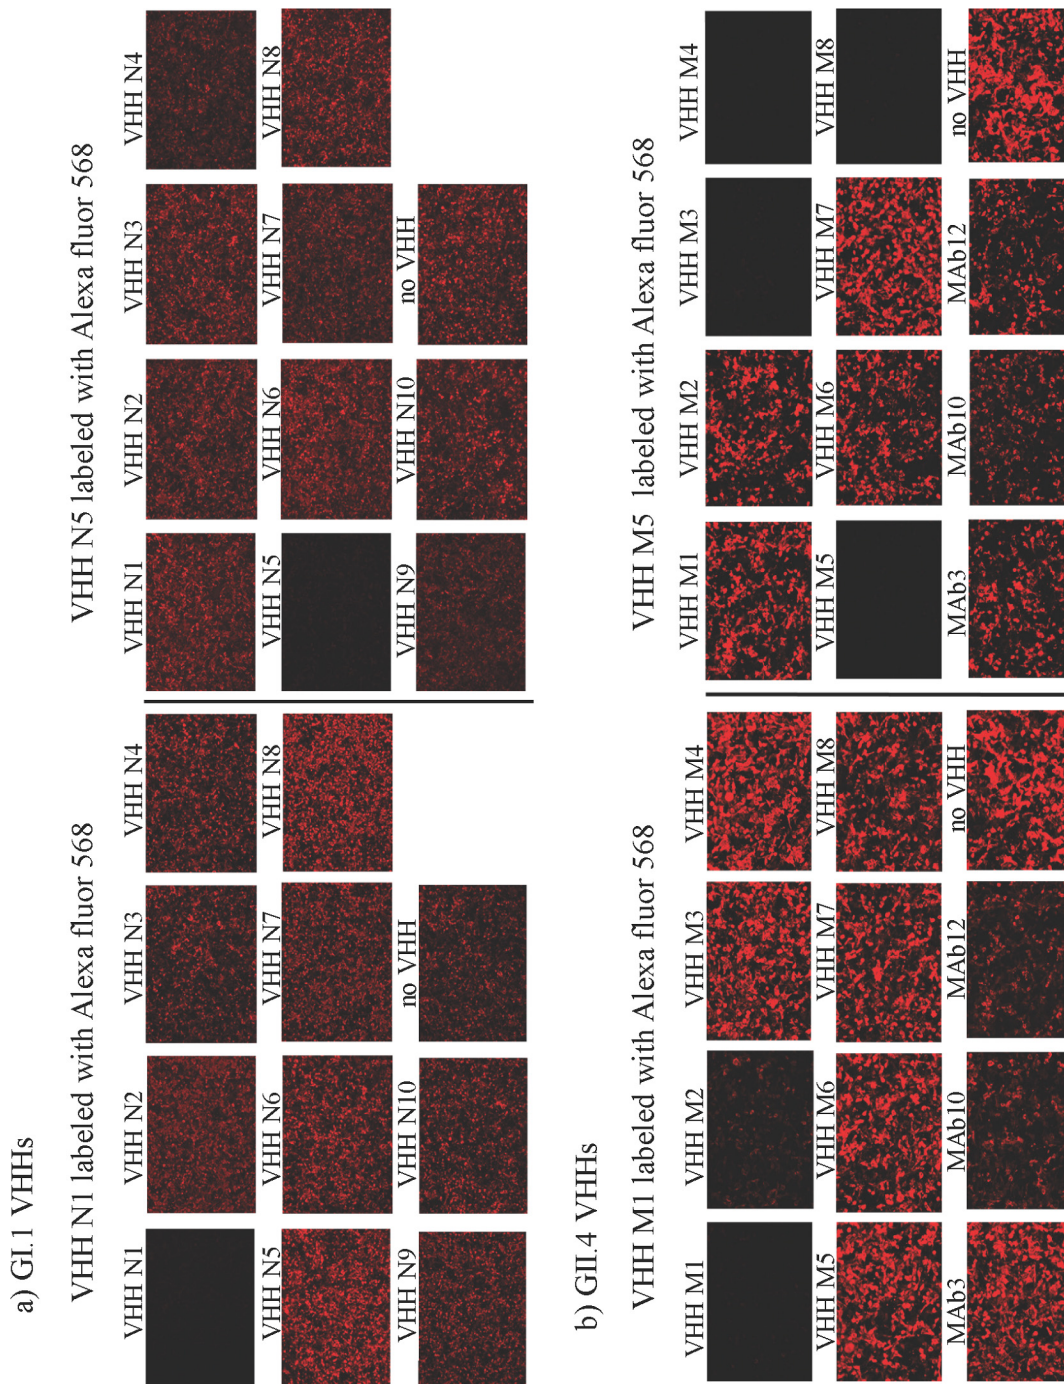 a) GI.1 VHHs
VHH N1 labeled with Alexa fluor 568
VHH N1 VHH N2 VHH N3 VHH N4
VHH N5 VHH N6 VHH N7 VHH N8
VHH N9 VHH N10 no VHH
VHH N5 labeled with Alexa fluor 568
VHH N1 VHH N2 VHH N3 VHH N4
VHH N5 VHH N6 VHH N7 VHH N8
VHH N9 VHH N10 no VHH
b) GII.4 VHHs
VHH M1 labeled with Alexa fluor 568
VHH M1 VHH M2 VHH M3 VHH M4
VHH M5 VHH M6 VHH M7 VHH M8
MAb3 MAb10 MAb12 no VHH
VHH M5 labeled with Alexa fluor 568
VHH M1 VHH M2 VHH M3 VHH M4
VHH M5 VHH M6 VHH M7 VHH M8
MAb3 MAb10 MAb12 no VHH